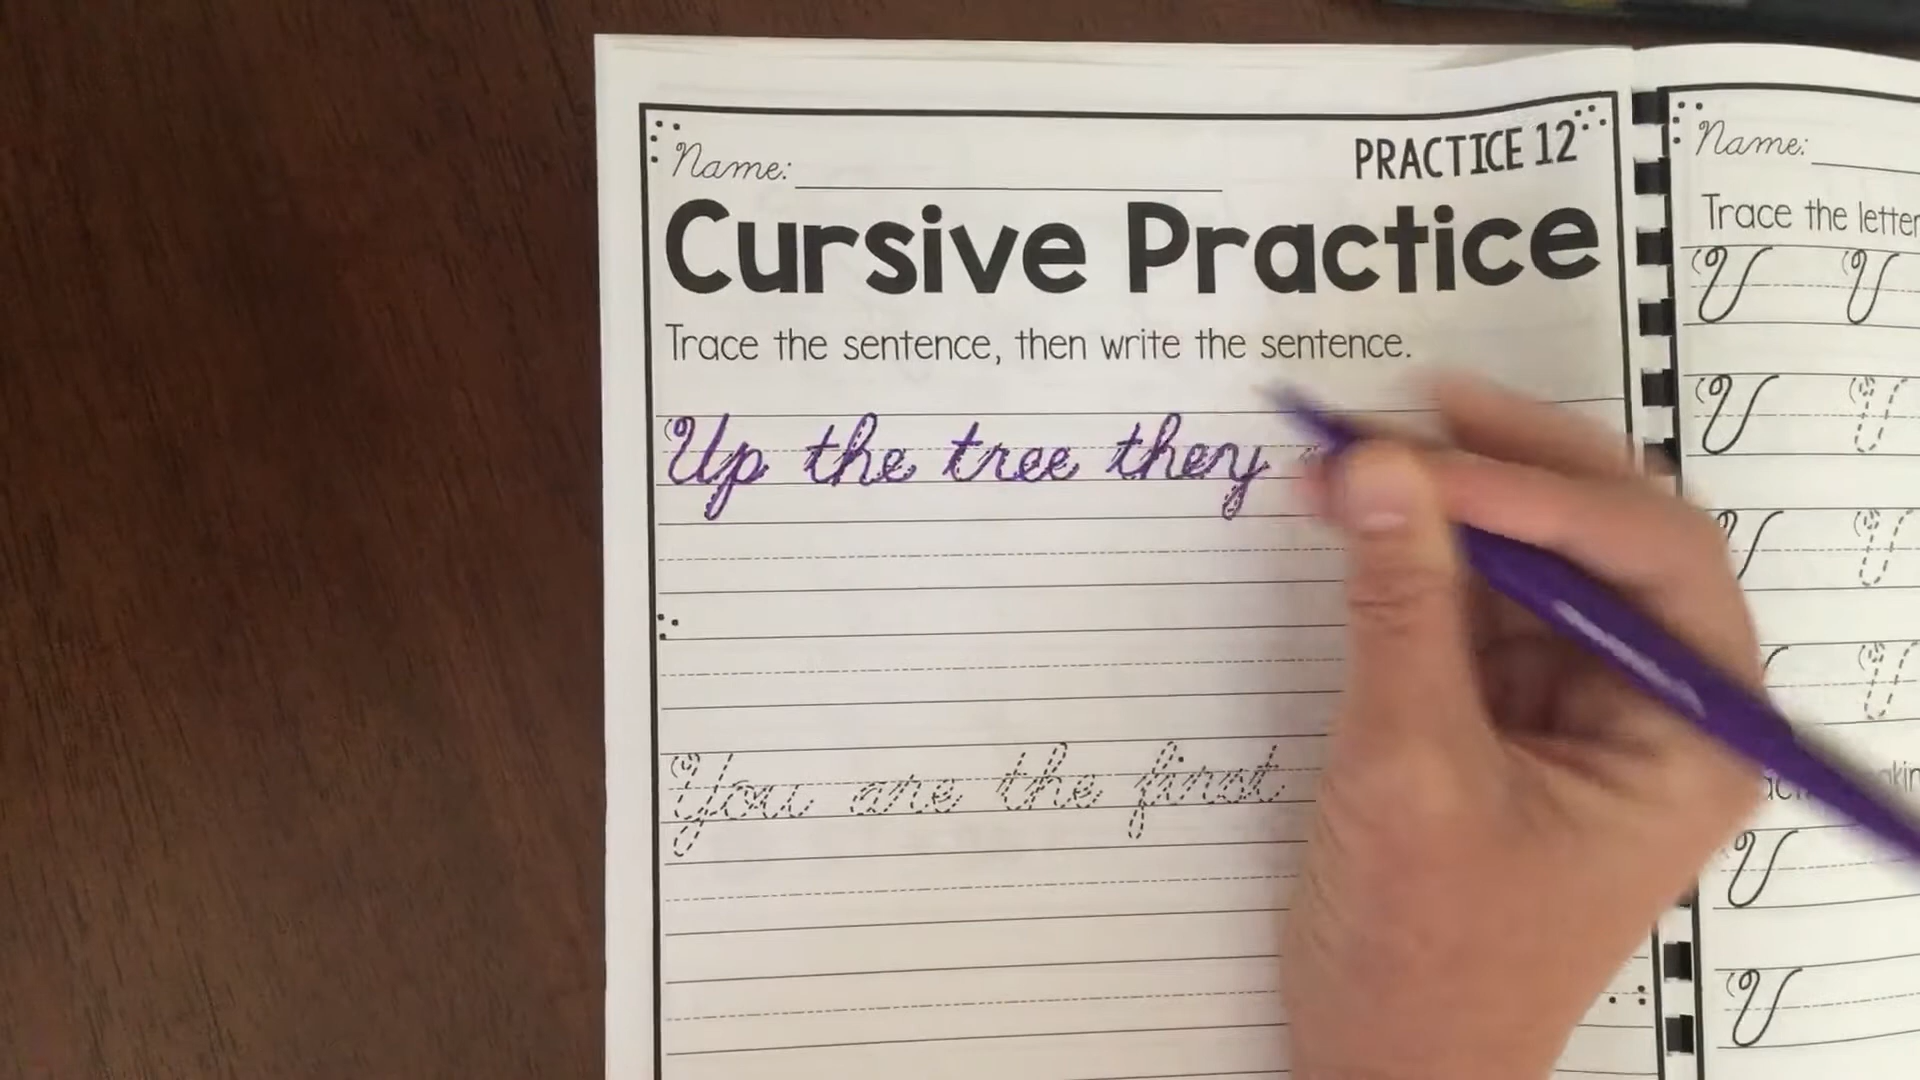 Name:
PRACTICE 12
Cursive Practice
Trace the sentence, then write the sentence.
Up the tree they
You are the first
Name:
Trace the letter
V V
V V
V V
V V
V
V